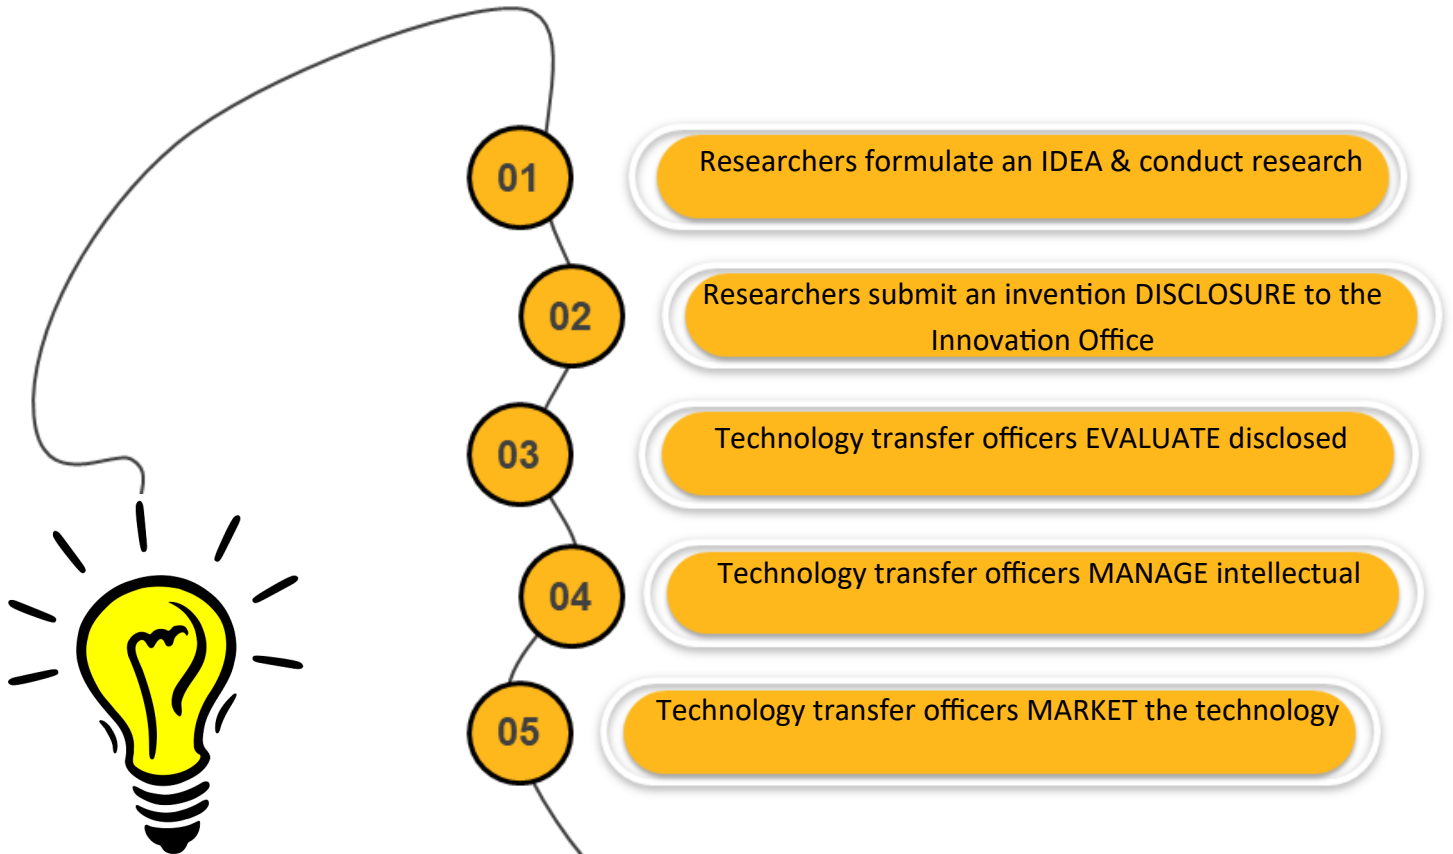 01
Researchers formulate an IDEA & conduct research
02
Researchers submit an invention DISCLOSURE to the
Innovation Office
03
Technology transfer officers EVALUATE disclosed
04
Technology transfer officers MANAGE intellectual
05
Technology transfer officers MARKET the technology